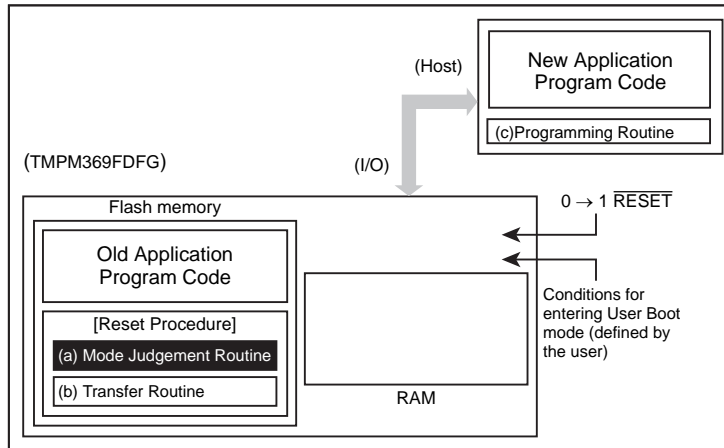 (Host)
New Application
Program Code
(c)Programming Routine
(TMPM369FDFG)
(I/O)
Flash memory
0 → 1 RESET
Old Application
Program Code
[Reset Procedure]
(a) Mode Judgement Routine
(b) Transfer Routine
RAM
Conditions for
entering User Boot
mode (defined by
the user)